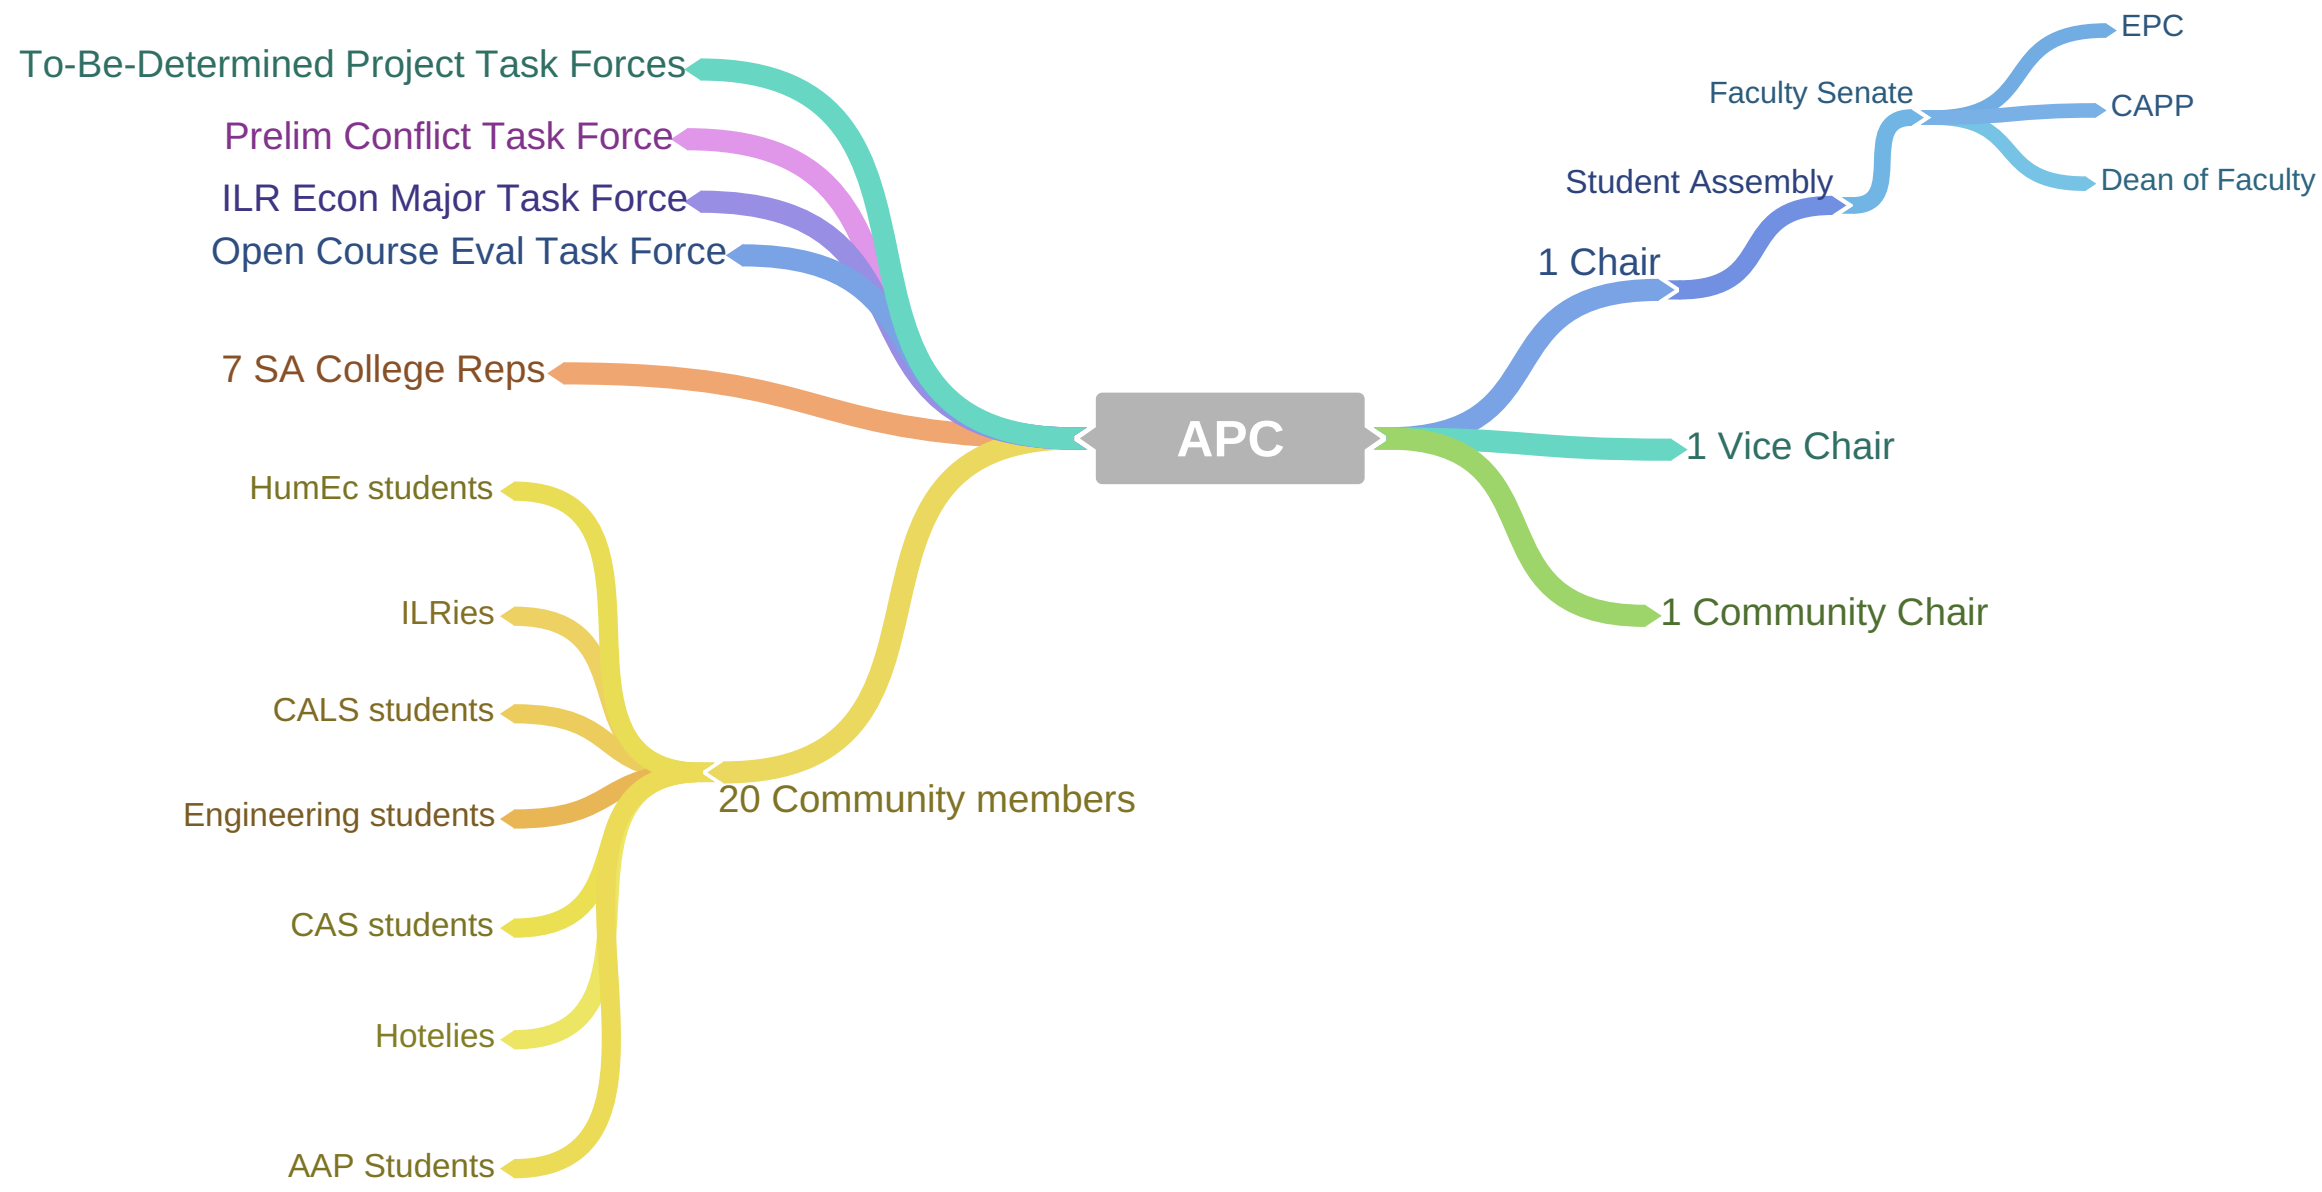 To-Be-Determined Project Task Forces
Prelim Conflict Task Force
ILR Econ Major Task Force
Open Course Eval Task Force
7 SA College Reps
HumEc students
ILRies
CALS students
Engineering students
CAS students
Hotelies
AAP Students
20 Community members
APC
EPC
Faculty Senate
CAPP
Student Assembly
Dean of Faculty
1 Chair
1 Vice Chair
1 Community Chair